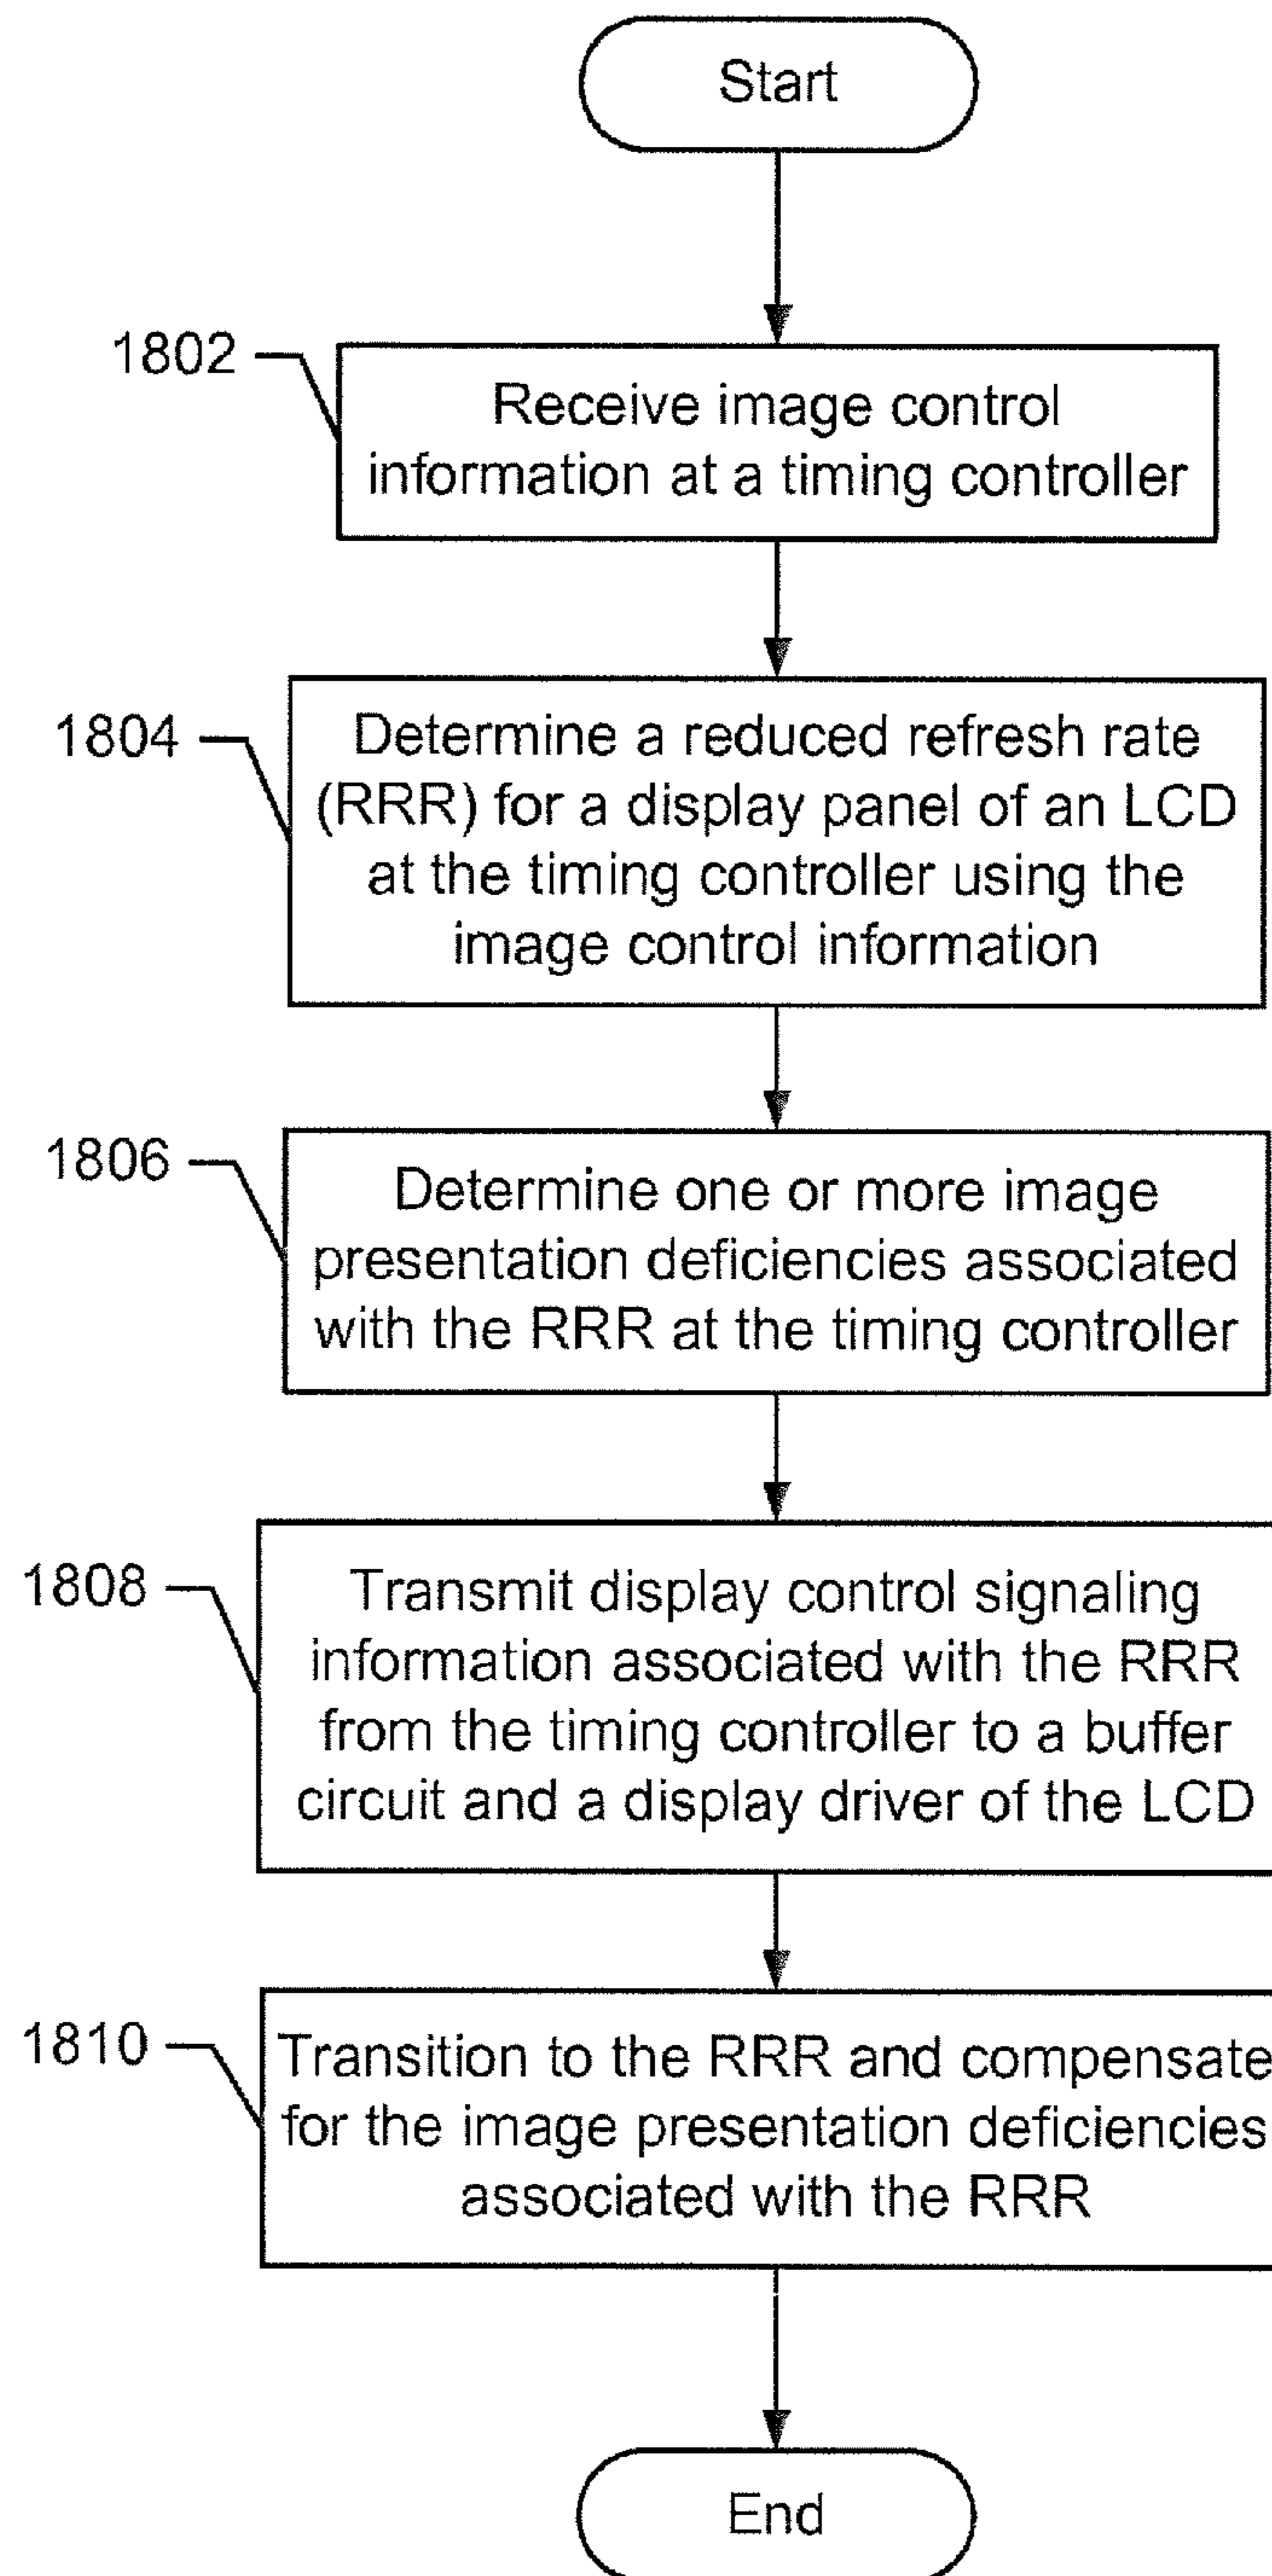 Start
1802
Receive image control
information at a timing controller
1804
Determine a reduced refresh rate
(RRR) for a display panel of an LCD
at the timing controller using the
image control information
1806
Determine one or more image
presentation deficiencies associated
with the RRR at the timing controller
1808
Transmit display control signaling
information associated with the RRR
from the timing controller to a buffer
circuit and a display driver of the LCD
1810
Transition to the RRR and compensate
for the image presentation deficiencies
associated with the RRR
End